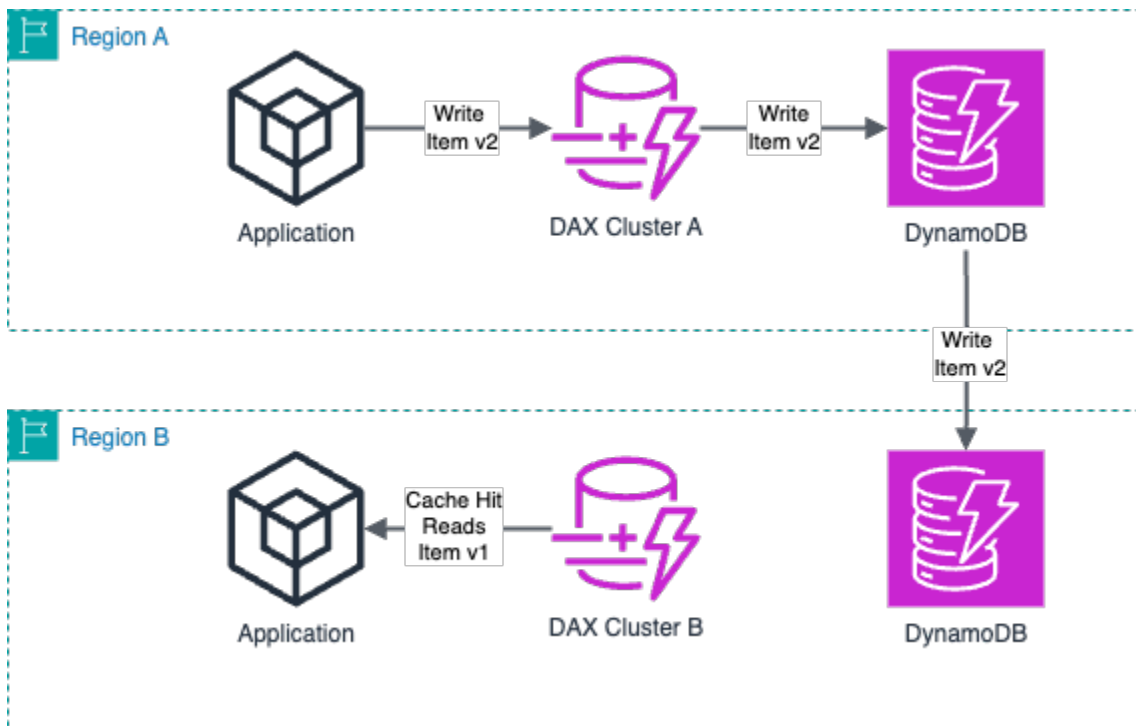 Region A
Write
Item v2
Write
Item v2
Application
DAX Cluster A
DynamoDB
Write
Item v2
Region B
Cache Hit
Reads
Item v1
Application
DAX Cluster B
DynamoDB